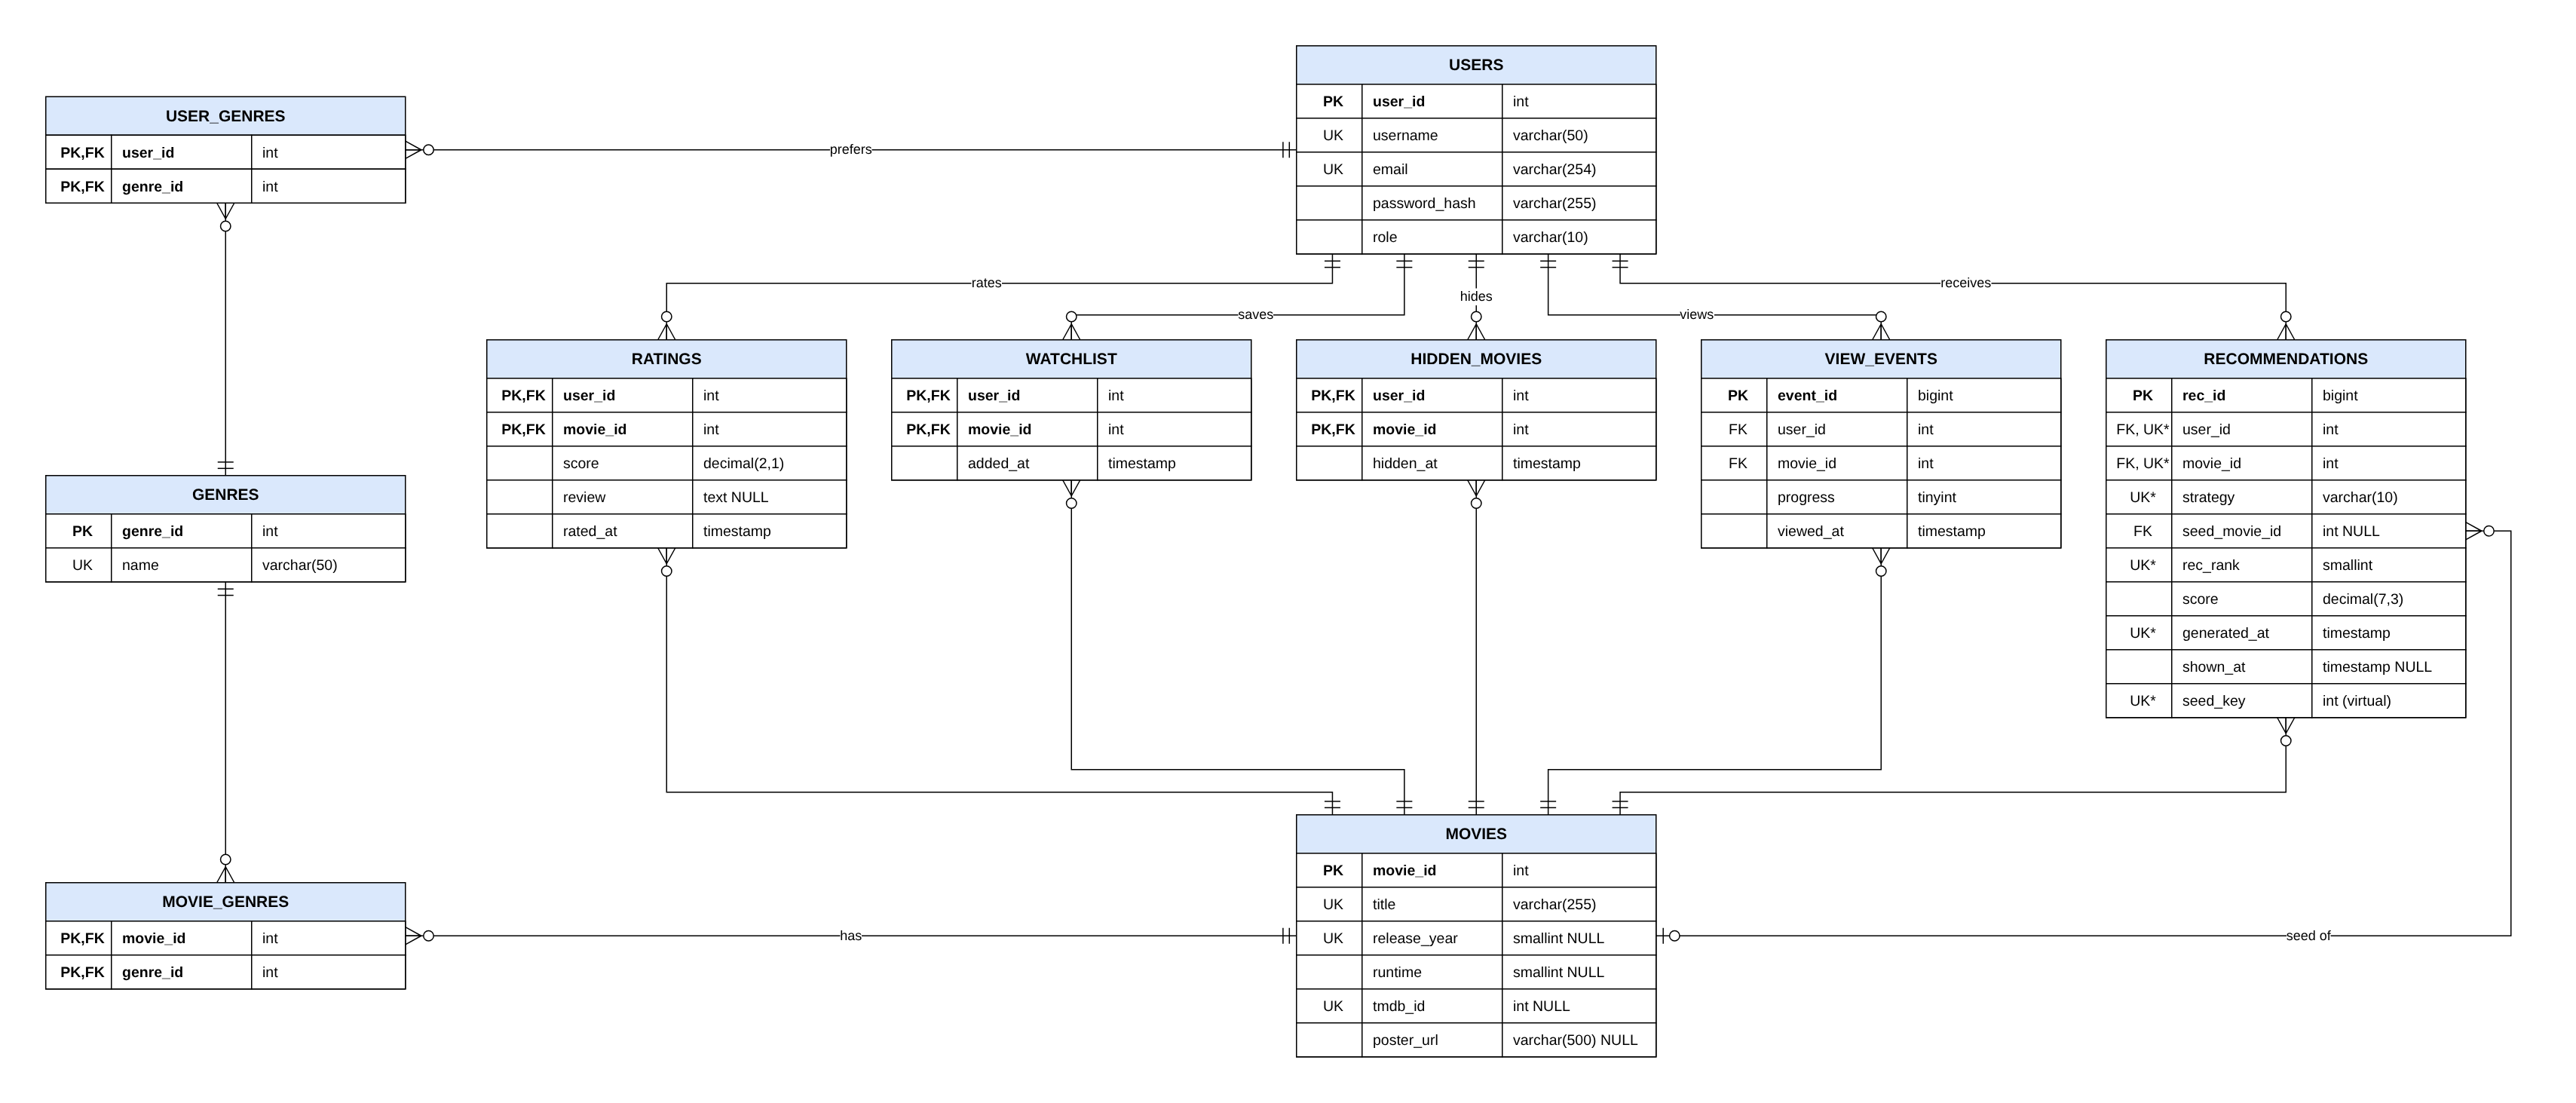 USERS
PK user_id int
UK username varchar(50)
UK email varchar(254)
password_hash varchar(255)
role varchar(10)
USER_GENRES
PK,FK user_id int
PK,FK genre_id int
prefers
rates
saves
hides
views
receives
RATINGS
PK,FK user_id int
PK,FK movie_id int
score decimal(2,1)
review text NULL
rated_at timestamp
WATCHLIST
PK,FK user_id int
PK,FK movie_id int
added_at timestamp
HIDDEN_MOVIES
PK,FK user_id int
PK,FK movie_id int
hidden_at timestamp
VIEW_EVENTS
PK event_id bigint
FK user_id int
FK movie_id int
progress tinyint
viewed_at timestamp
RECOMMENDATIONS
PK rec_id bigint
FK, UK* user_id int
FK, UK* movie_id int
UK* strategy varchar(10)
FK seed_movie_id int NULL
UK* rec_rank smallint
score decimal(7,3)
UK* generated_at timestamp
shown_at timestamp NULL
UK* seed_key int (virtual)
GENRES
PK genre_id int
UK name varchar(50)
MOVIE_GENRES
PK,FK movie_id int
PK,FK genre_id int
has
MOVIES
PK movie_id int
UK title varchar(255)
UK release_year smallint NULL
runtime smallint NULL
UK tmdb_id int NULL
poster_url varchar(500) NULL
seed of